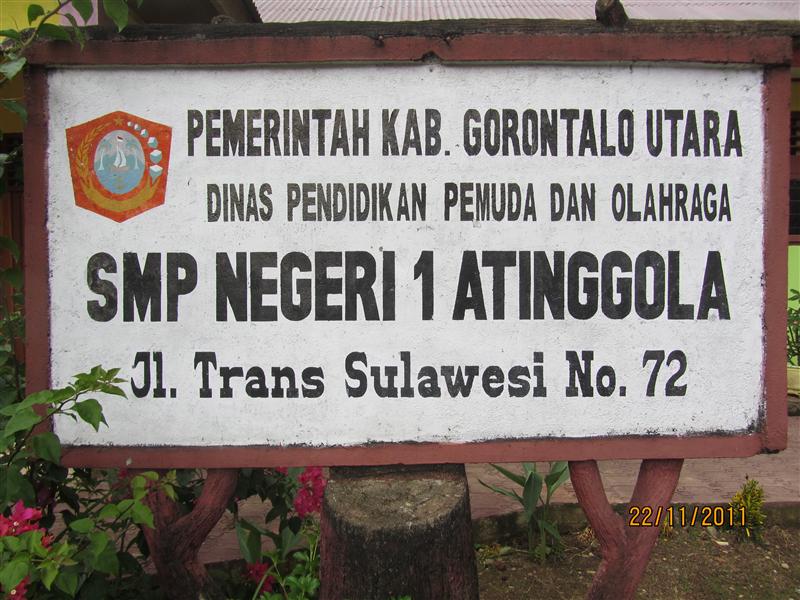 PEMERINTAH KAB. GORONTALO UTARA
DINAS PENDIDIKAN PEMUDA DAN OLAHRAGA
SMP NEGERI 1 ATINGGOLA
Jl. Trans Sulawesi No. 72
22/11/2011